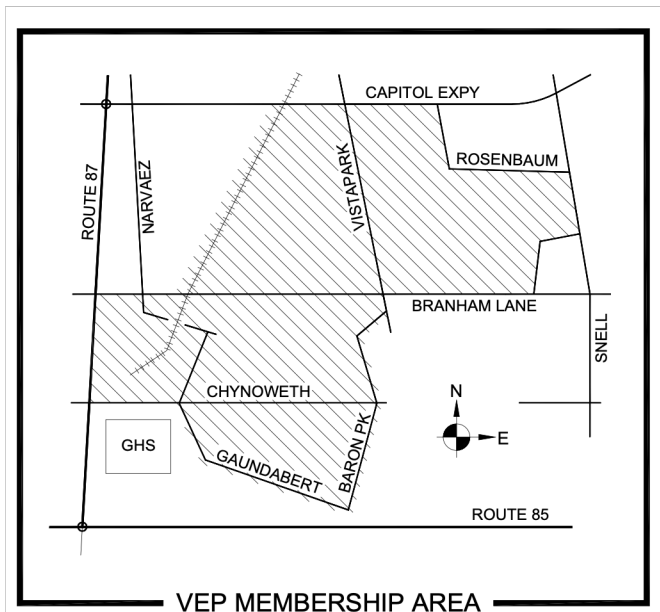 CAPITOL EXPY
ROSENBAUM
ROUTE 87
NARVAEZ
VISTAPARK
BRANHAM LANE
SNELL
CHYNOWETH
N
E
GHS
GAUNDABERT
BARON PK
ROUTE 85
VEP MEMBERSHIP AREA